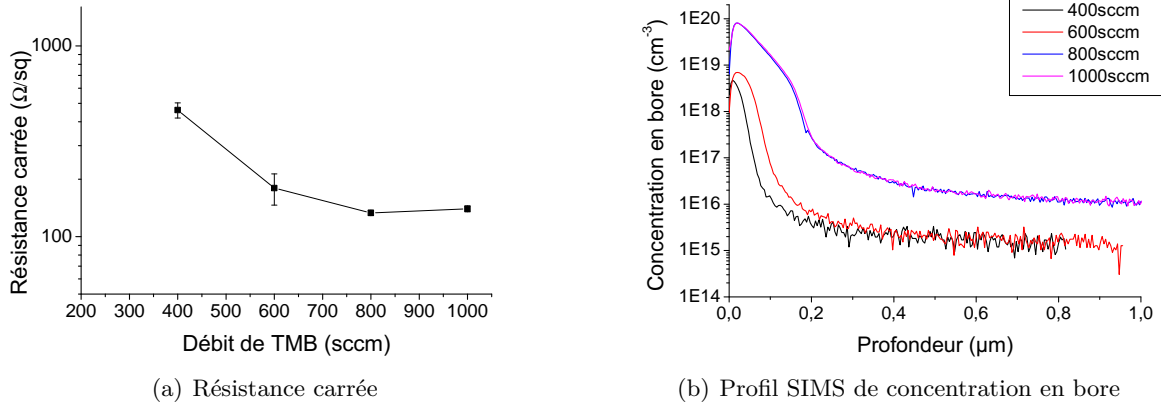 1000
100
Résistance carrée (Ω/sq)
200 300 400 500 600 700 800 900 1000
Débit de TMB (sccm)
(a) Résistance carrée
400sccm
600sccm
800sccm
1000sccm
1E20
1E19
1E18
1E17
1E16
1E15
1E14
Concentration en bore (cm⁻³)
0,0 0,2 0,4 0,6 0,8 1,0
Profondeur (µm)
(b) Profil SIMS de concentration en bore